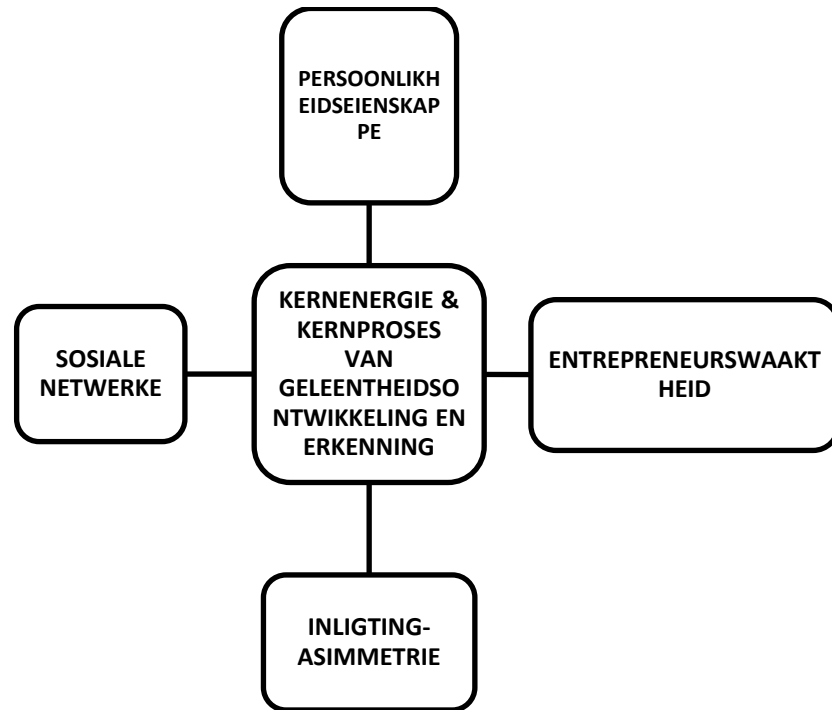 PERSOONLIKH
EIDSEIENSKAP
PE
KERNENERGIE &
KERNPROSES
VAN
GELEENTHEIDSO
NTWIKKELING EN
ERKENNING
SOSIALE
NETWERKE
ENTREPRENEURSWAAKT
HEID
INLIGTING-
ASIMMETRIE